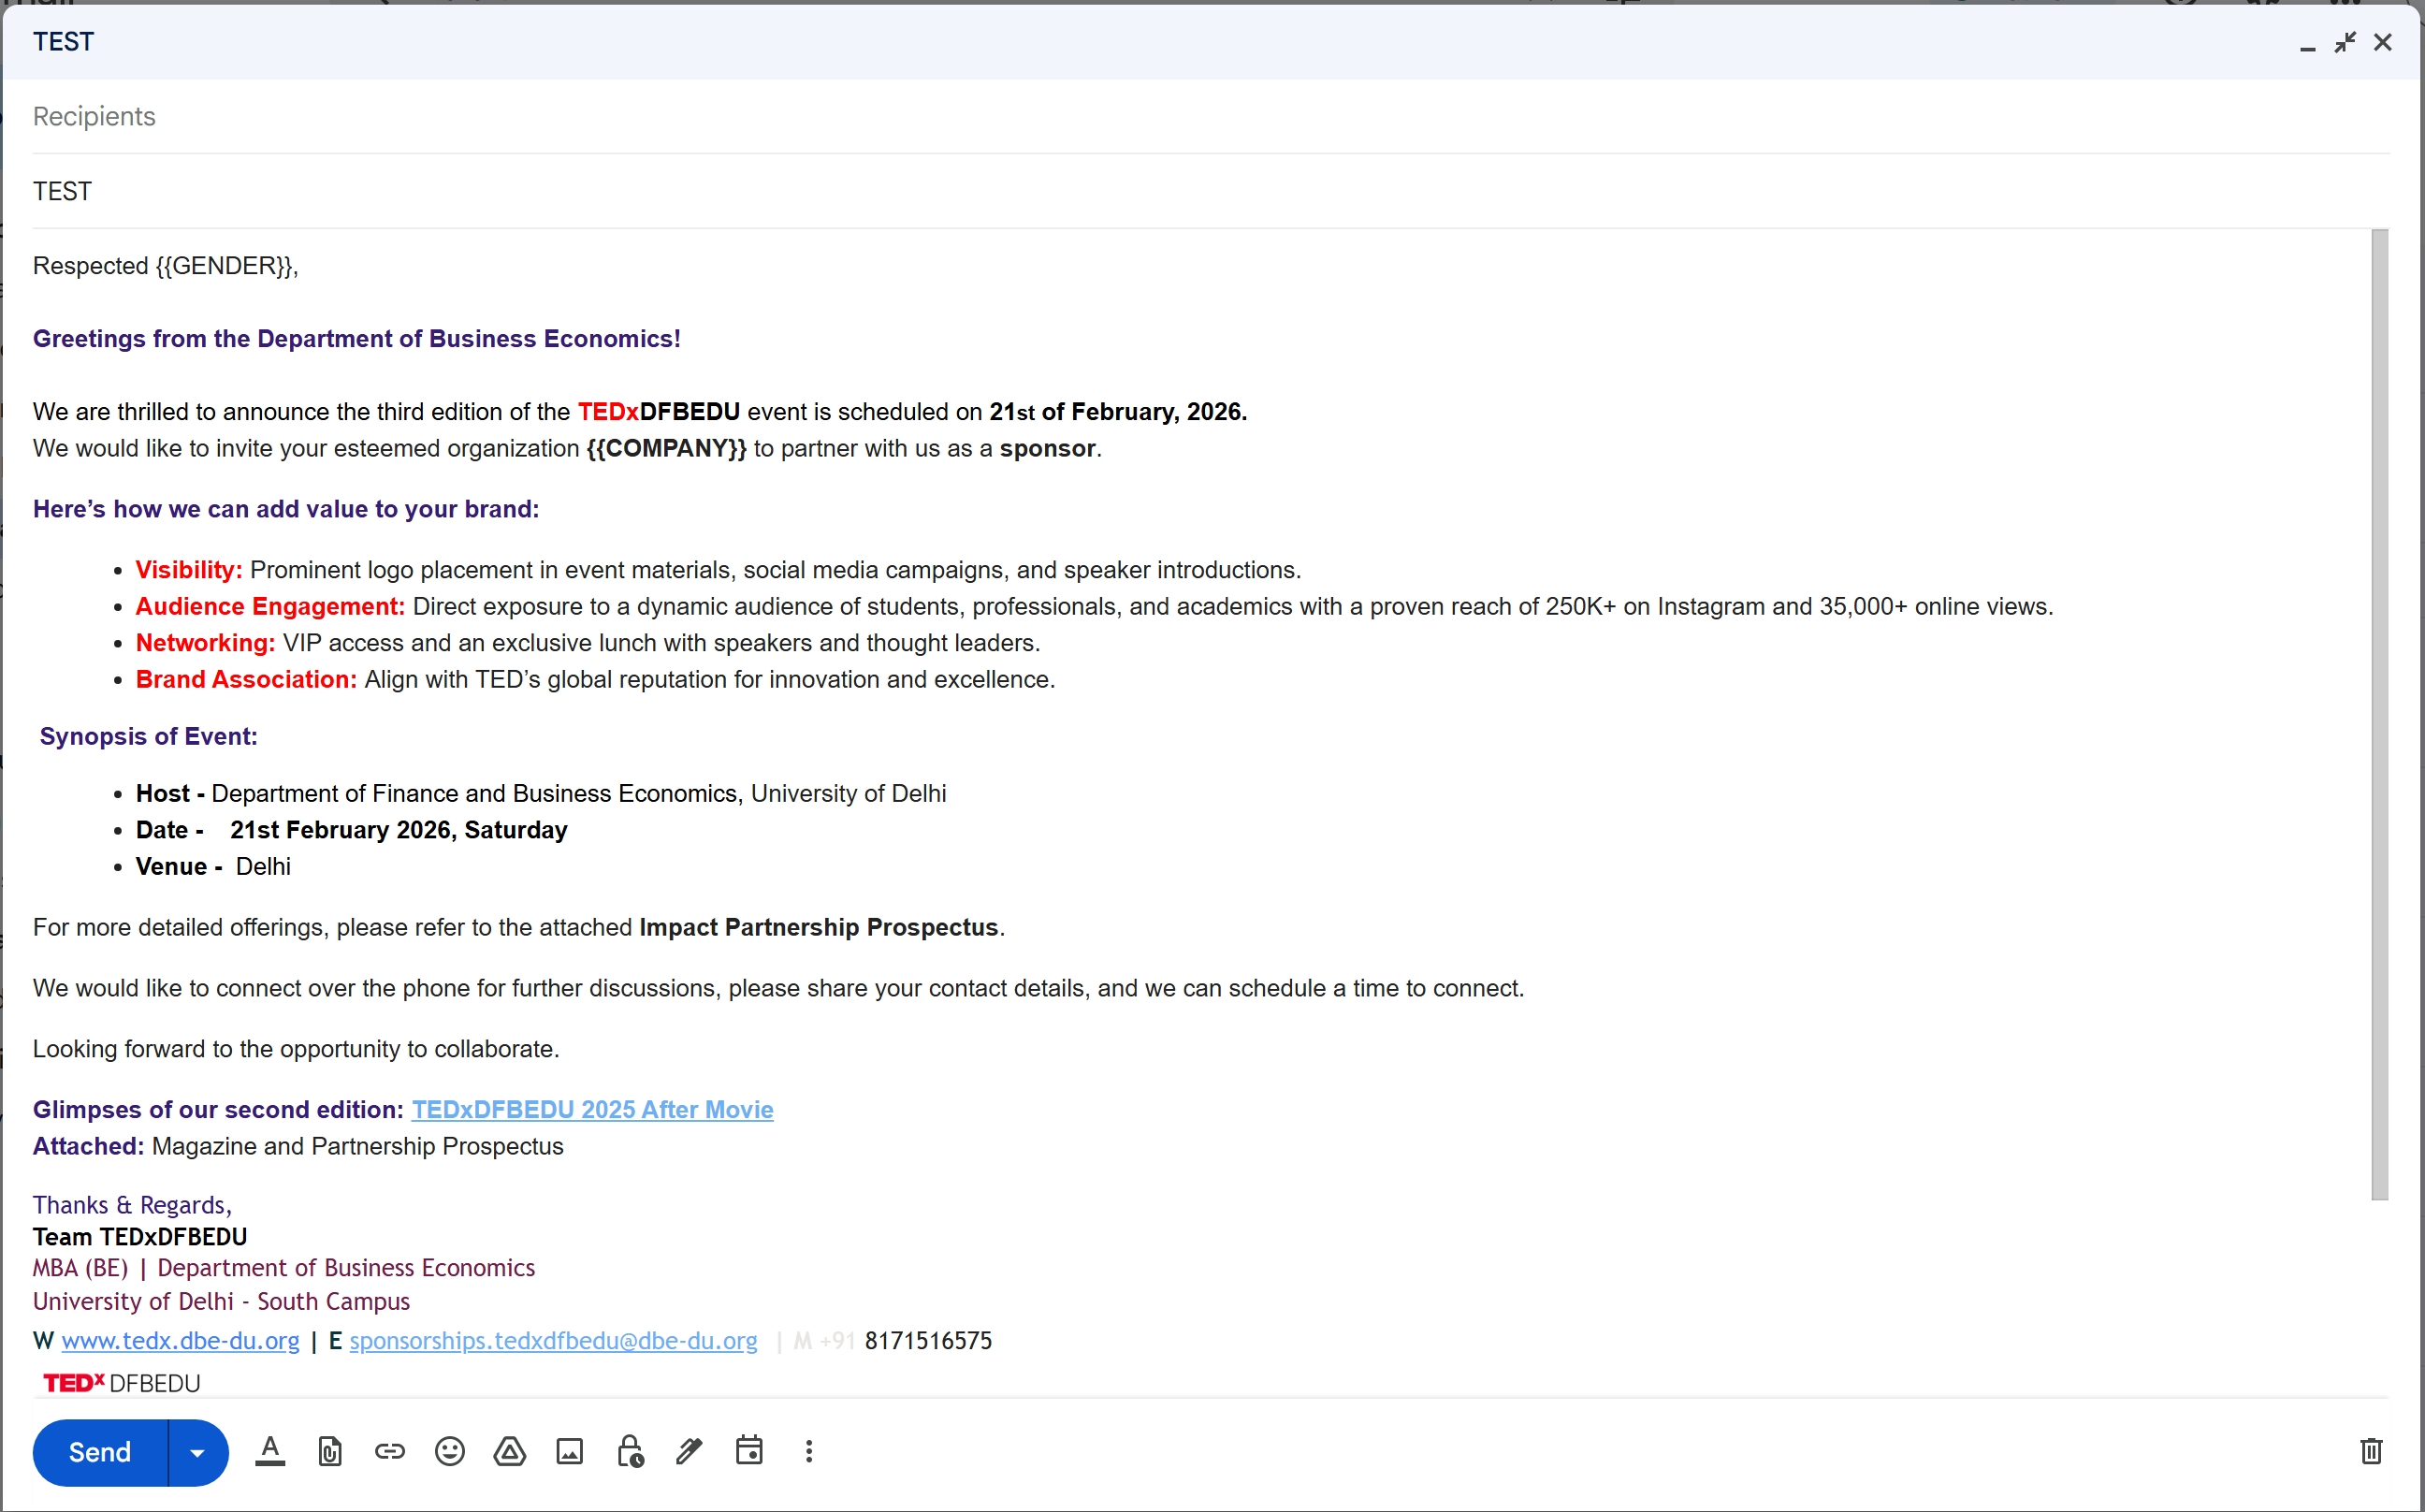 TEST
Recipients
TEST
Respected {{GENDER}},
Greetings from the Department of Business Economics!
We are thrilled to announce the third edition of the TEDxDFBEDU event is scheduled on 21st of February, 2026.
We would like to invite your esteemed organization {{COMPANY}} to partner with us as a sponsor.
Here’s how we can add value to your brand:
• Visibility: Prominent logo placement in event materials, social media campaigns, and speaker introductions.
• Audience Engagement: Direct exposure to a dynamic audience of students, professionals, and academics with a proven reach of 250K+ on Instagram and 35,000+ online views.
• Networking: VIP access and an exclusive lunch with speakers and thought leaders.
• Brand Association: Align with TED’s global reputation for innovation and excellence.
Synopsis of Event:
• Host - Department of Finance and Business Economics, University of Delhi
• Date - 21st February 2026, Saturday
• Venue - Delhi
For more detailed offerings, please refer to the attached Impact Partnership Prospectus.
We would like to connect over the phone for further discussions, please share your contact details, and we can schedule a time to connect.
Looking forward to the opportunity to collaborate.
Glimpses of our second edition: TEDxDFBEDU 2025 After Movie
Attached: Magazine and Partnership Prospectus
Thanks & Regards,
Team TEDxDFBEDU
MBA (BE) | Department of Business Economics
University of Delhi - South Campus
W www.tedx.dbe-du.org | E sponsorships.tedxdfbedu@dbe-du.org | M +91 8171516575
TEDx DFBEDU
Send